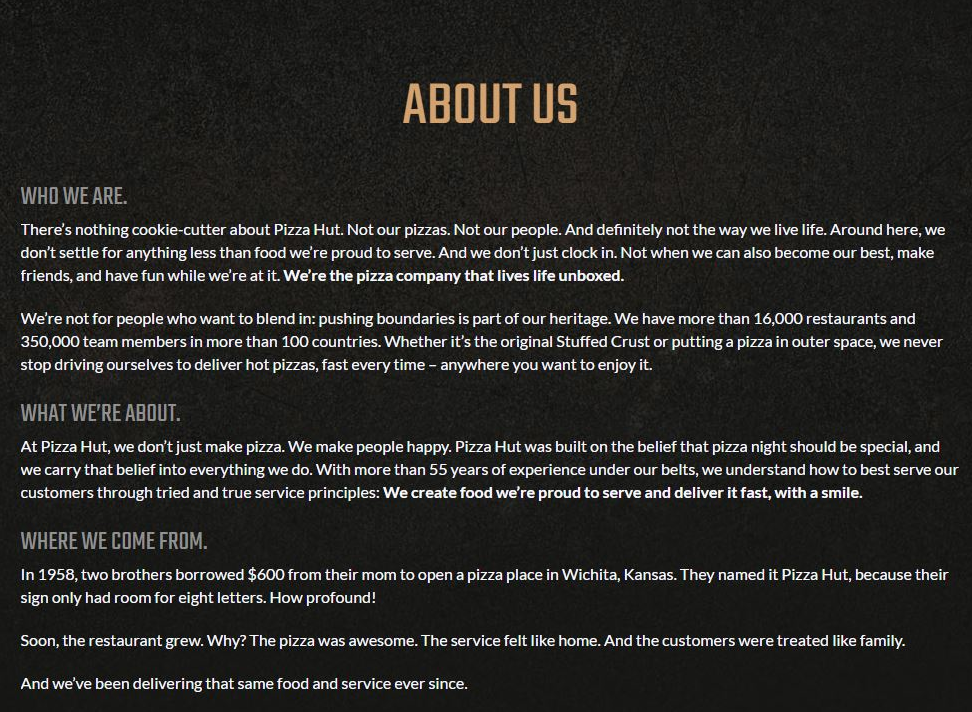 ABOUT US
WHO WE ARE.
There's nothing cookie-cutter about Pizza Hut. Not our pizzas. Not our people. And definitely not the way we live life. Around here, we
don't settle for anything less than food we're proud to serve. And we don't just clock in. Not when we can also become our best, make
friends, and have fun while we're at it. We're the pizza company that lives life unboxed.
We're not for people who want to blend in: pushing boundaries is part of our heritage. We have more than 16,000 restaurants and
350,000 team members in more than 100 countries. Whether it's the original Stuffed Crust or putting a pizza in outer space, we never
stop driving ourselves to deliver hot pizzas, fast every time – anywhere you want to enjoy it.
WHAT WE'RE ABOUT.
At Pizza Hut, we don't just make pizza. We make people happy. Pizza Hut was built on the belief that pizza night should be special, and
we carry that belief into everything we do. With more than 55 years of experience under our belts, we understand how to best serve our
customers through tried and true service principles: We create food we're proud to serve and deliver it fast, with a smile.
WHERE WE COME FROM.
In 1958, two brothers borrowed $600 from their mom to open a pizza place in Wichita, Kansas. They named it Pizza Hut, because their
sign only had room for eight letters. How profound!
Soon, the restaurant grew. Why? The pizza was awesome. The service felt like home. And the customers were treated like family.
And we've been delivering that same food and service ever since.